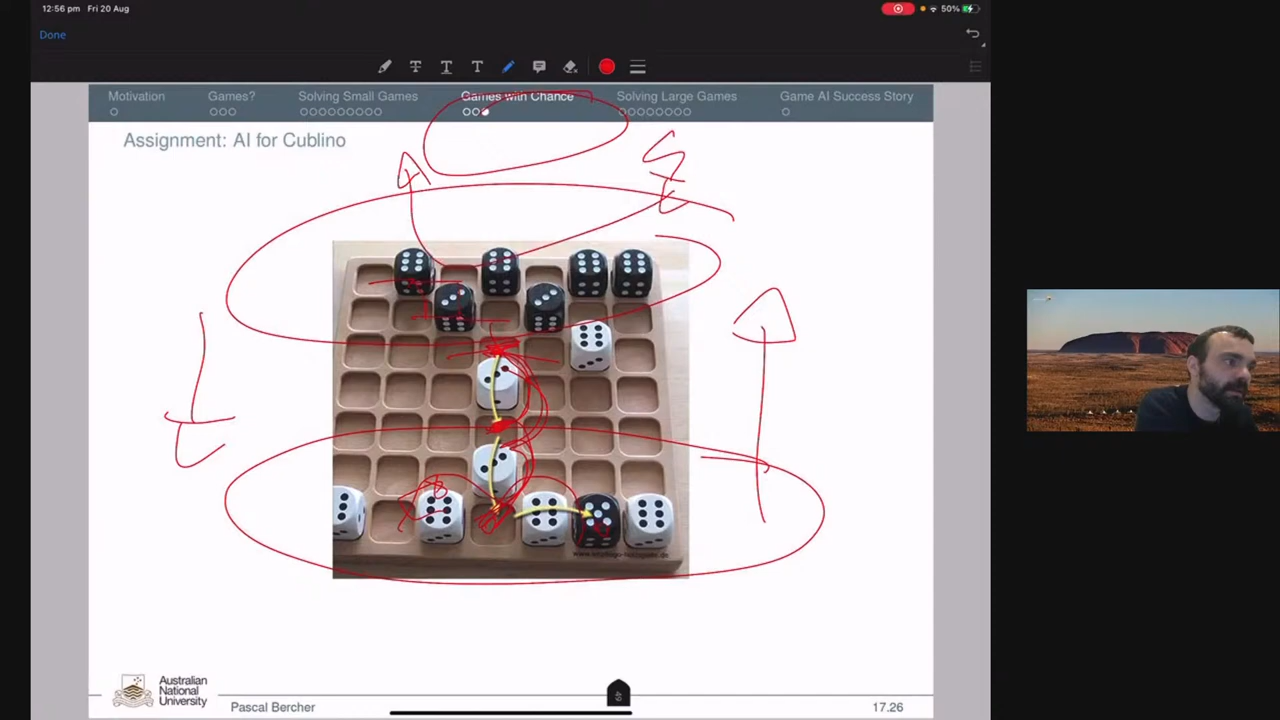 12:56 pm Fri 20 Aug
50%
Done
Motivation
Games?
Solving Small Games
Games with Chance
Solving Large Games
Game AI Success Story
Assignment: AI for Cublino
Australian
National
University
Pascal Bercher
49
17.26